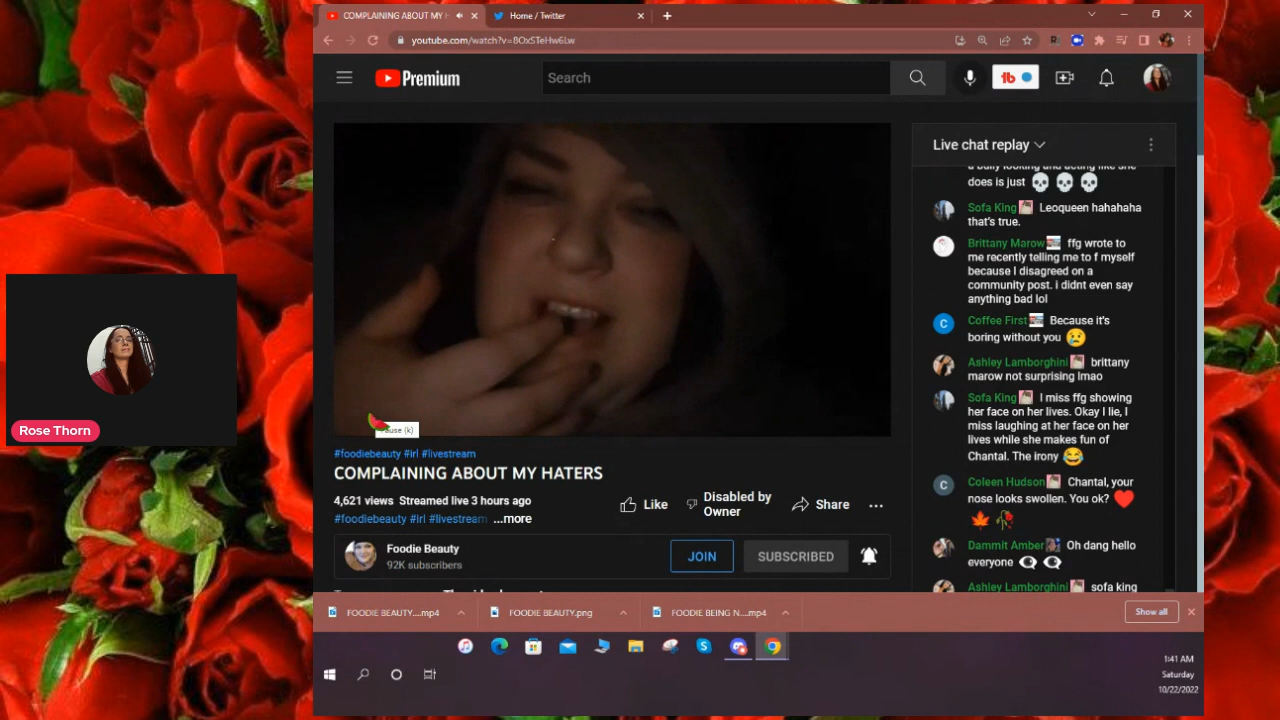 COMPLAINING ABOUT MY H
Home / Twitter
youtube.com/watch?v=8OxSTeHw6Lw
Premium
Search
Live chat replay
does is just
Sofa King Leoqueen hahahaha
that's true.
Brittany Marow ffg wrote to
me recently telling me to f myself
because I disagreed on a
community post. i didnt even say
anything bad lol
C
Coffee First Because it's
boring without you
Ashley Lamborghini brittany
marow not surprising lmao
Sofa King I miss ffg showing
her face on her lives. Okay I lie, I
miss laughing at her face on her
lives while she makes fun of
Chantal. The irony
C
Coleen Hudson Chantal, your
nose looks swollen. You ok?
Dammit Amber Oh dang hello
everyone
Ashley Lamborghini sofa king
(k)
Rose Thorn
#foodiebeauty #irl #livestream
COMPLAINING ABOUT MY HATERS
4,621 views Streamed live 3 hours ago
#foodiebeauty #irl #livestream ...more
Like
Disabled by
Owner
Share
Foodie Beauty
92K subscribers
JOIN
SUBSCRIBED
FOODIE BEAUTY....mp4
FOODIE BEAUTY.png
FOODIE BEING N....mp4
Show all
1:41 AM
Saturday
10/22/2022